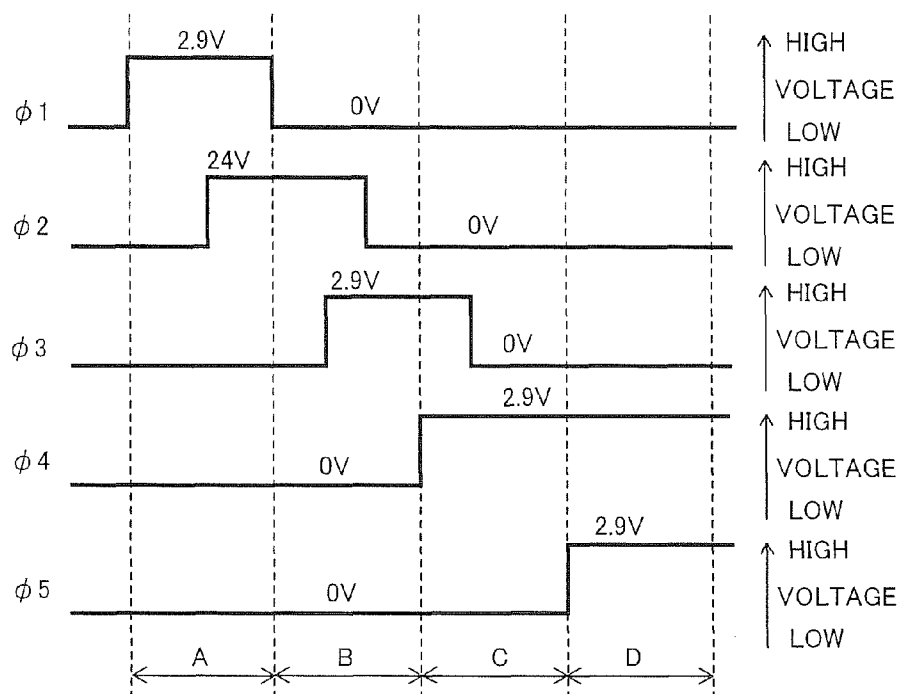 2.9V
HIGH
φ1
0V
VOLTAGE
LOW
24V
HIGH
φ2
0V
VOLTAGE
LOW
2.9V
HIGH
φ3
0V
VOLTAGE
LOW
2.9V
HIGH
φ4
0V
VOLTAGE
LOW
2.9V
HIGH
φ5
0V
VOLTAGE
LOW
A B C D